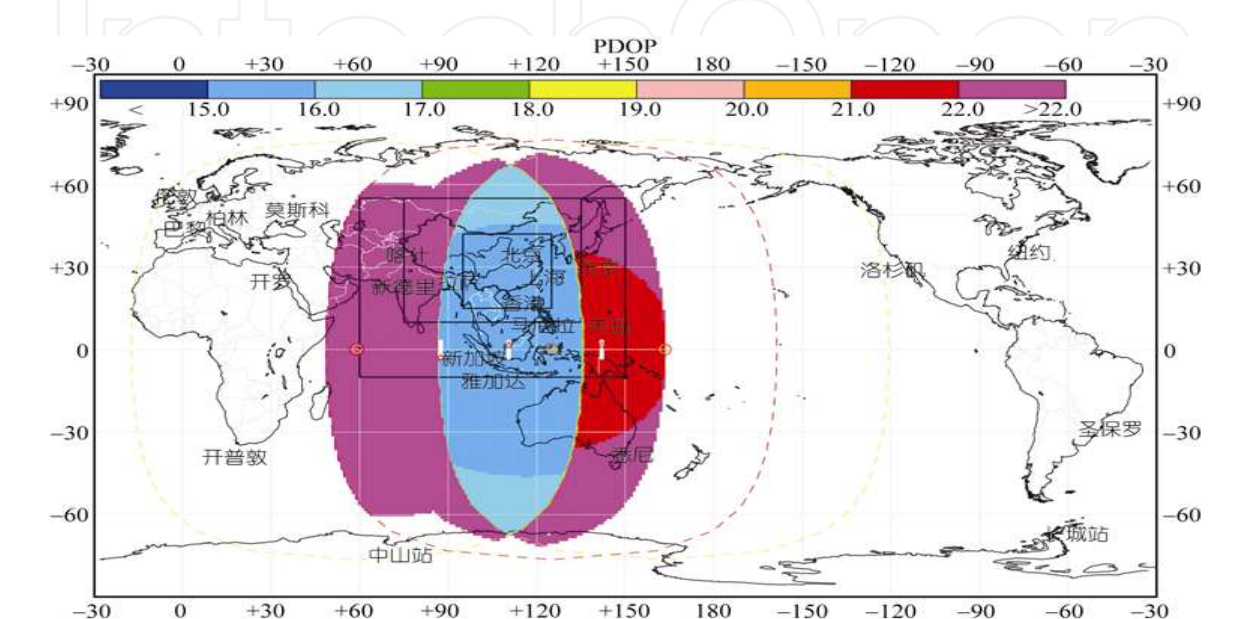 PDOP
−30 0 +30 +60 +90 +120 +150 180 −150 −120 −90 −60 −30
< 15.0 16.0 17.0 18.0 19.0 20.0 21.0 22.0 >22.0
+90 +90
+60 +60
伦敦 柏林 莫斯科
巴黎
喀什 北京 纽约
+30 东京 洛杉矶 +30
开罗 新德里 拉萨 上海
香港
马尼拉 关岛
0 0
新加坡
雅加达
−30 −30
圣保罗
开普敦 悉尼
−60 −60
长城站
中山站
−30 0 +30 +60 +90 +120 +150 180 −150 −120 −90 −60 −30